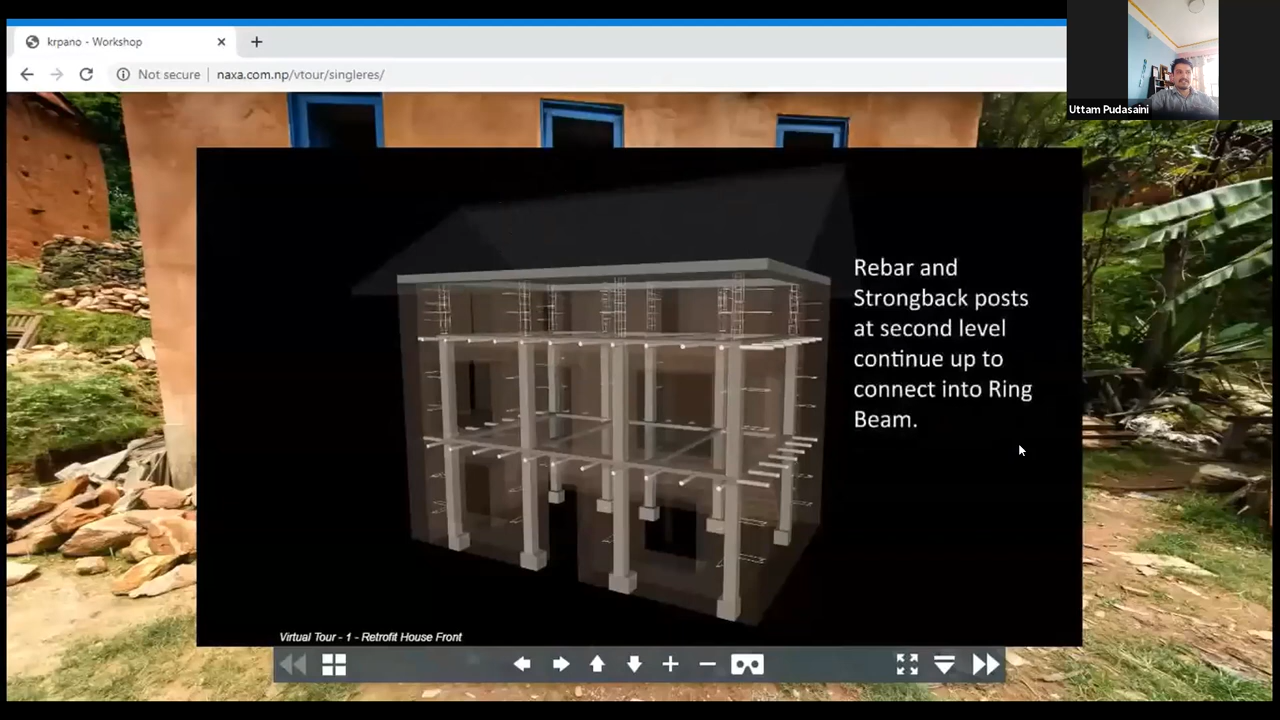 krpano - Workshop
Not secure
naxa.com.np/vtour/singleres/
Uttam Pudasaini
Rebar and
Strongback posts
at second level
continue up to
connect into Ring
Beam.
Virtual Tour - 1 - Retrofit House Front